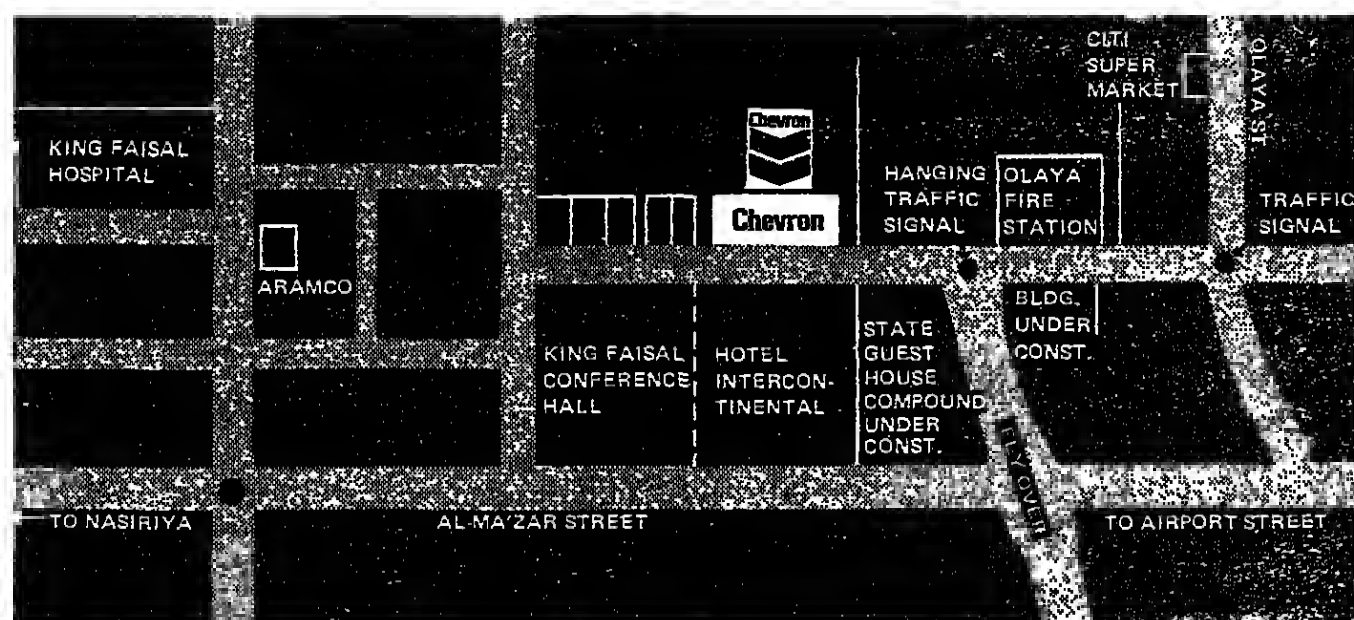 CITI
SUPER
MARKET
OLAYA ST
KING FAISAL
HOSPITAL
Chevron
Chevron
HANGING
TRAFFIC
SIGNAL
OLAYA
FIRE
STATION
TRAFFIC
SIGNAL
ARAMCO
BLDG.
UNDER
CONST.
KING FAISAL
CONFERENCE
HALL
HOTEL
INTERCON-
TINENTAL
STATE
GUEST
HOUSE
COMPOUND
UNDER
CONST.
FLYOVER
TO NASIRIYA
AL-MA'ZAR STREET
TO AIRPORT STREET